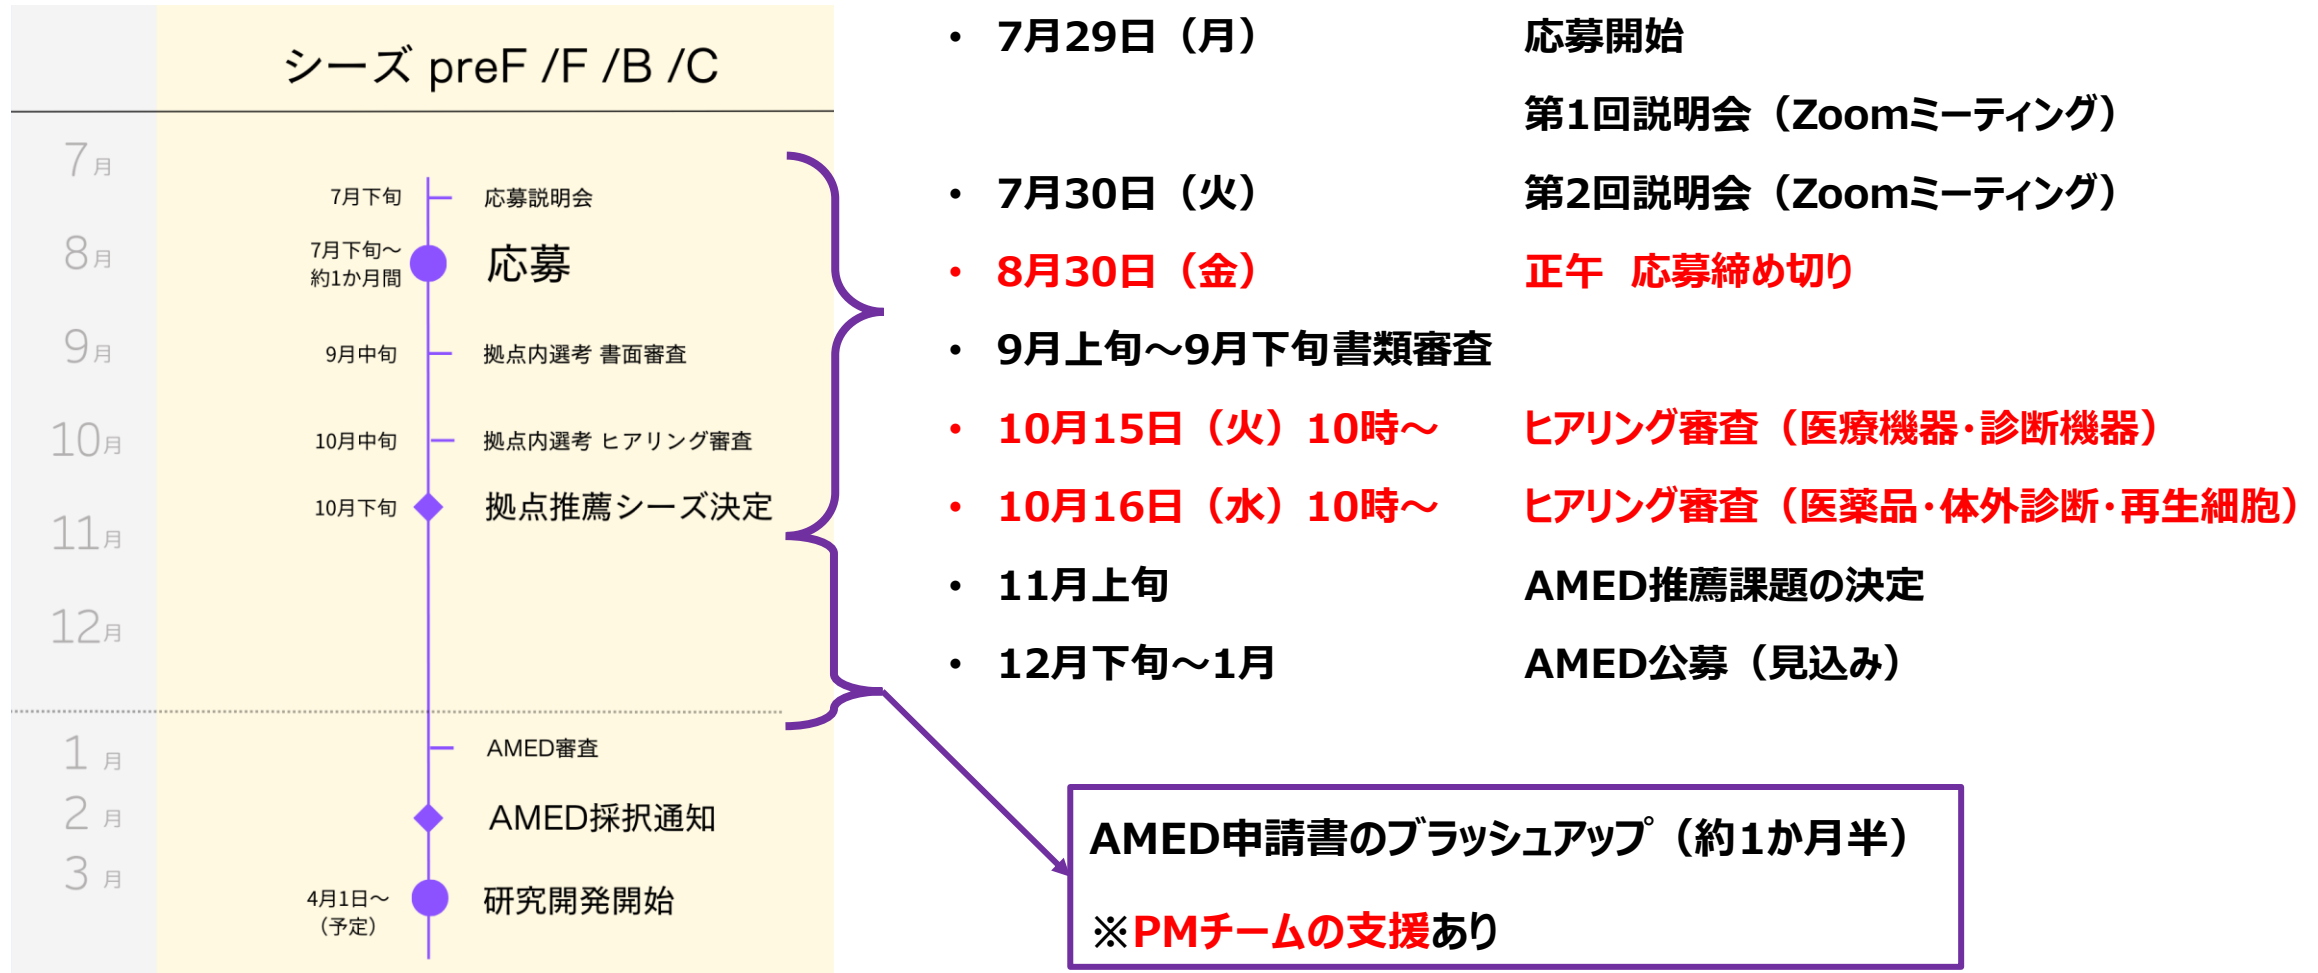 シーズ preF /F /B /C
7月
8月
9月
10月
11月
12月
1月
2月
3月
7月下旬 応募説明会
7月下旬～
約1か月間
応募
9月中旬 拠点内選考 書面審査
10月中旬 拠点内選考 ヒアリング審査
10月下旬 拠点推薦シーズ決定
AMED審査
AMED採択通知
4月1日～
（予定）
研究開発開始
・ 7月29日（月） 応募開始
第1回説明会（Zoomミーティング）
・ 7月30日（火） 第2回説明会（Zoomミーティング）
・ 8月30日（金） 正午　応募締め切り
・ 9月上旬～9月下旬書類審査
・ 10月15日（火）10時～ ヒアリング審査（医療機器・診断機器）
・ 10月16日（水）10時～ ヒアリング審査（医薬品・体外診断・再生細胞）
・ 11月上旬 AMED推薦課題の決定
・ 12月下旬～1月 AMED公募（見込み）
AMED申請書のブラッシュアップ（約1か月半）
※PMチームの支援あり